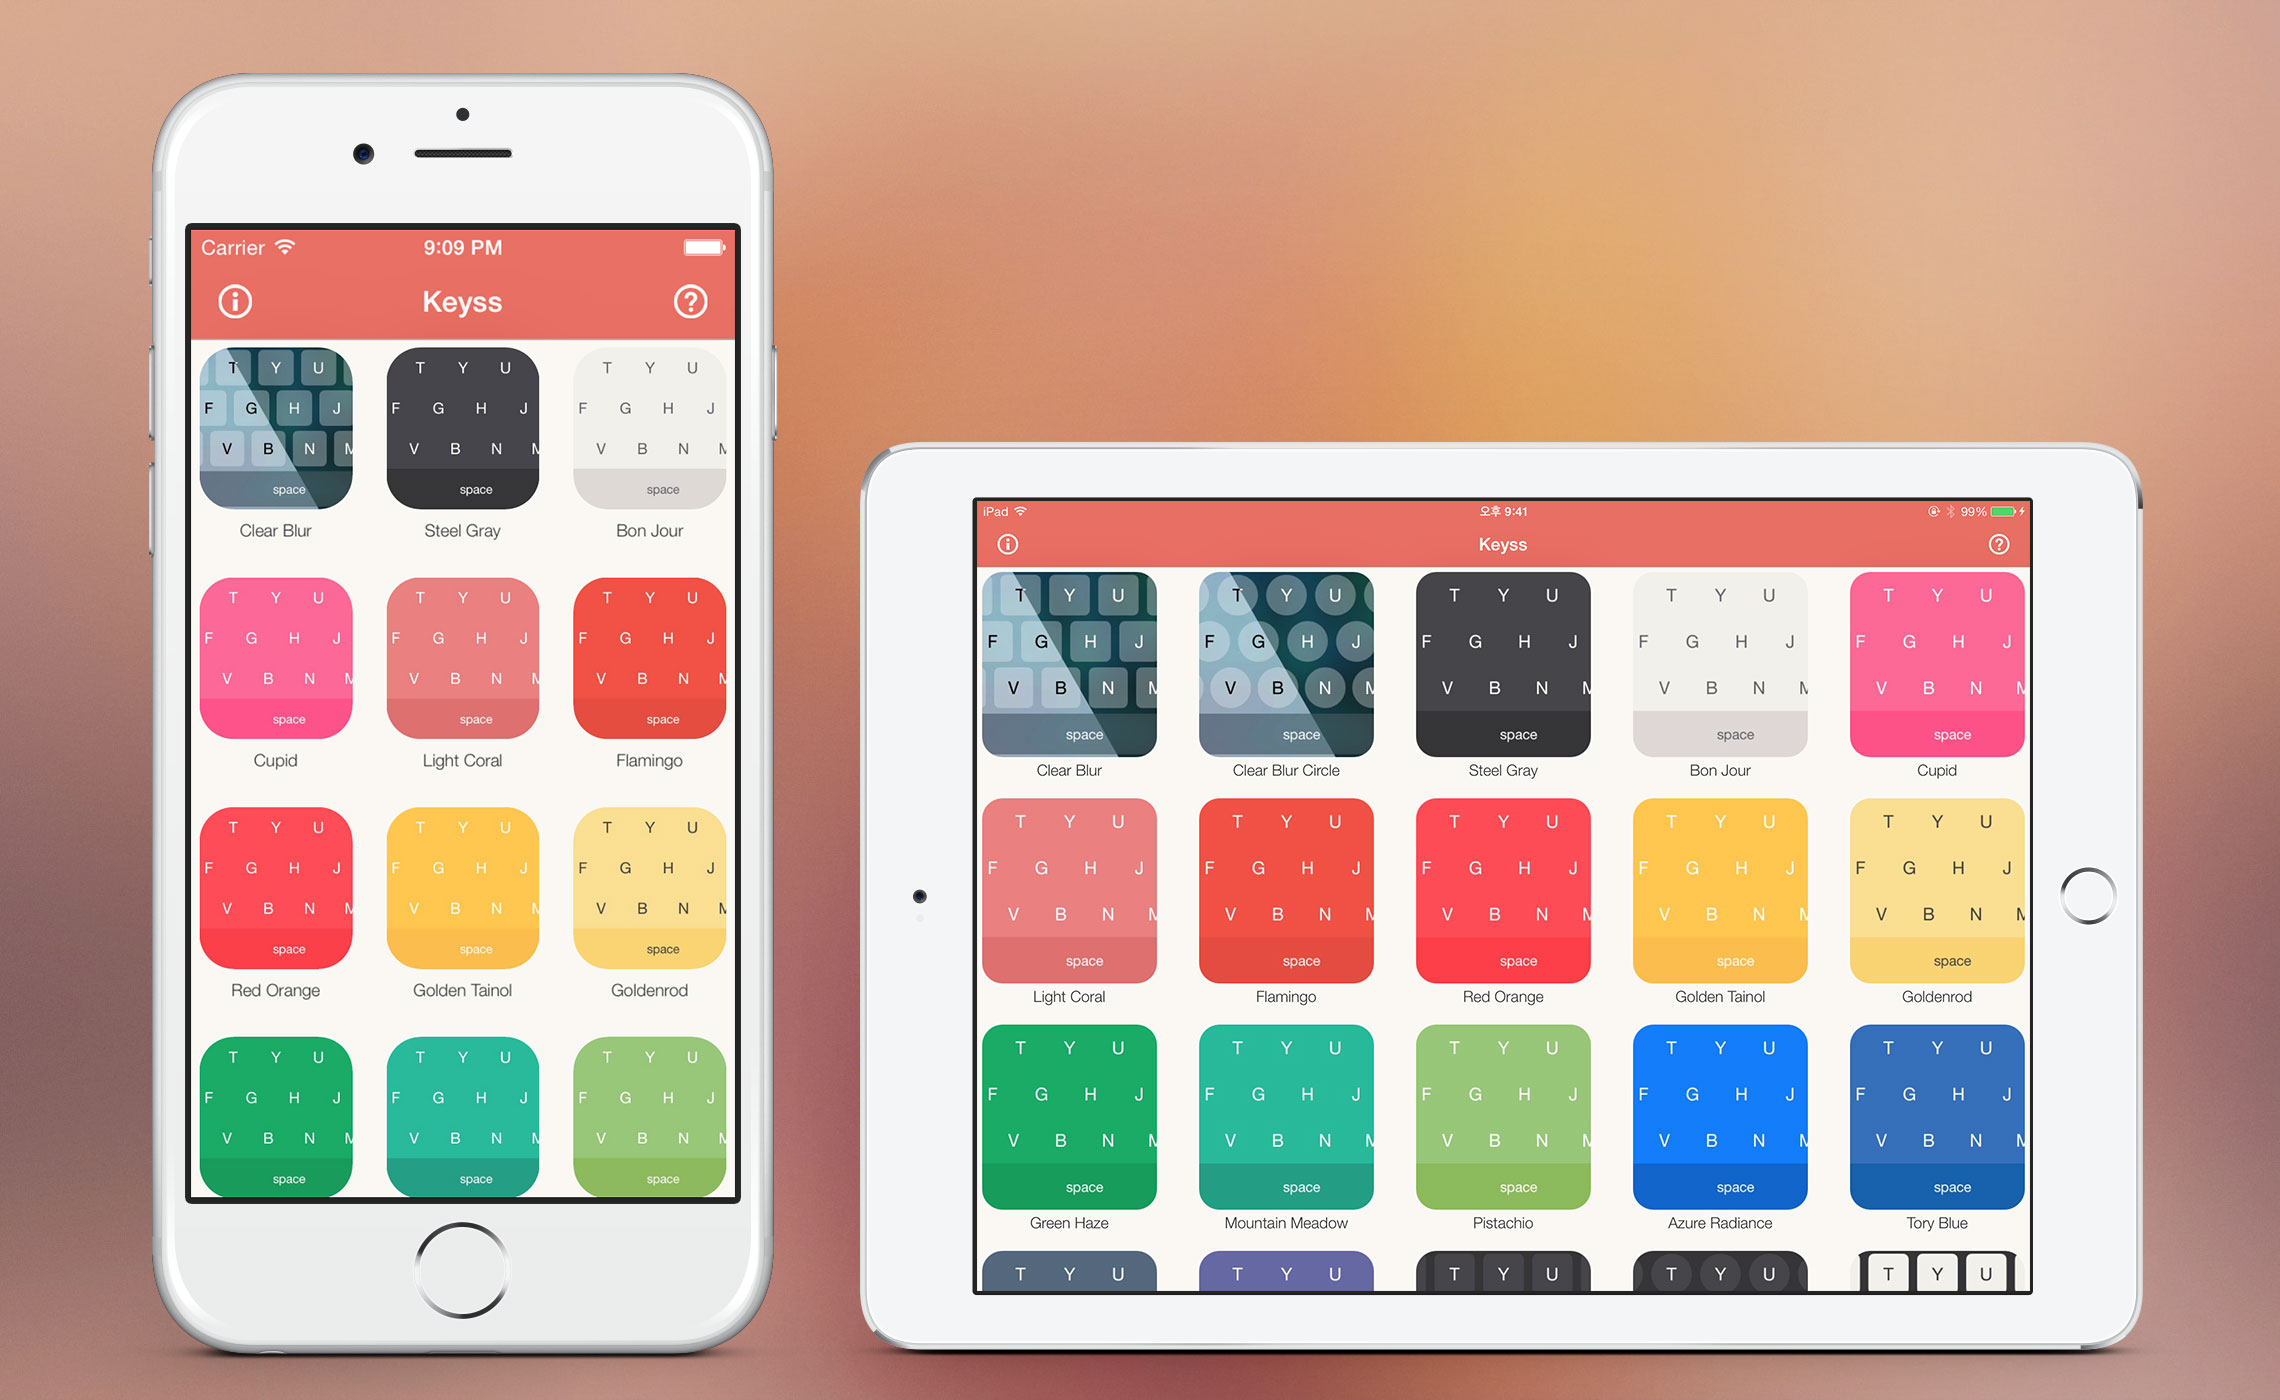 Carrier 9:09 PM
Keyss
T Y U T Y U T Y U
F G H J F G H J F G H J
V B N M V B N M V B N M
space space space
Clear Blur Steel Gray Bon Jour
T Y U T Y U T Y U
F G H J F G H J F G H J
V B N M V B N M V B N M
space space space
Cupid Light Coral Flamingo
T Y U T Y U T Y U
F G H J F G H J F G H J
V B N M V B N M V B N M
space space space
Red Orange Golden Tainol Goldenrod
T Y U T Y U T Y U
F G H J F G H J F G H J
V B N M V B N M V B N M
space space space
iPad 오후 9:41 99%
Keyss
T Y U T Y U T Y U T Y U T Y U
F G H J F G H J F G H J F G H J F G H J
V B N M V B N M V B N M V B N M V B N M
space space space space space
Clear Blur Clear Blur Circle Steel Gray Bon Jour Cupid
T Y U T Y U T Y U T Y U T Y U
F G H J F G H J F G H J F G H J F G H J
V B N M V B N M V B N M V B N M V B N M
space space space space space
Light Coral Flamingo Red Orange Golden Tainol Goldenrod
T Y U T Y U T Y U T Y U T Y U
F G H J F G H J F G H J F G H J F G H J
V B N M V B N M V B N M V B N M V B N M
space space space space space
Green Haze Mountain Meadow Pistachio Azure Radiance Tory Blue
T Y U T Y U T Y U T Y U T Y U